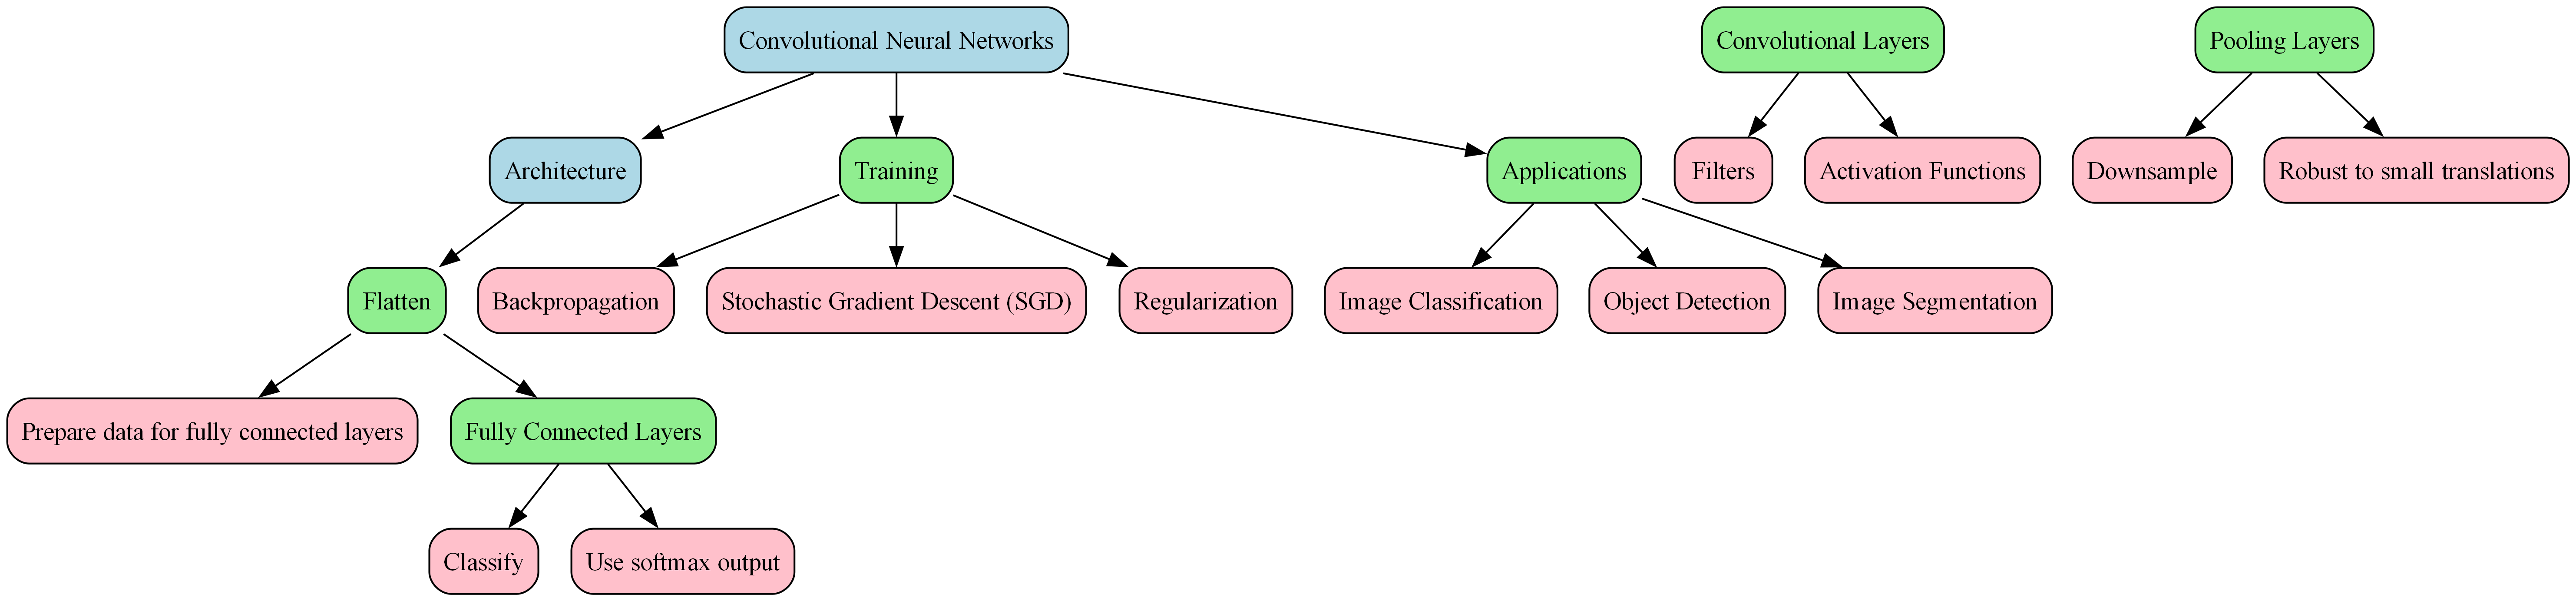 Convolutional Neural Networks
Convolutional Layers
Pooling Layers
Architecture
Training
Applications
Filters
Activation Functions
Downsample
Robust to small translations
Flatten
Backpropagation
Stochastic Gradient Descent (SGD)
Regularization
Image Classification
Object Detection
Image Segmentation
Prepare data for fully connected layers
Fully Connected Layers
Classify
Use softmax output